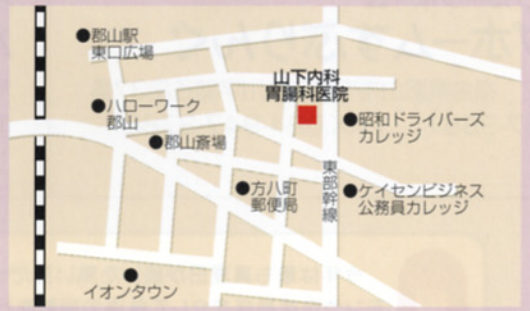 郡山駅
東口広場
山下内科
胃腸科医院
ハローワーク
郡山
昭和ドライバーズ
カレッジ
郡山斎場
東部幹線
方八町
郵便局
ケイセンビジネス
公務員カレッジ
イオンタウン